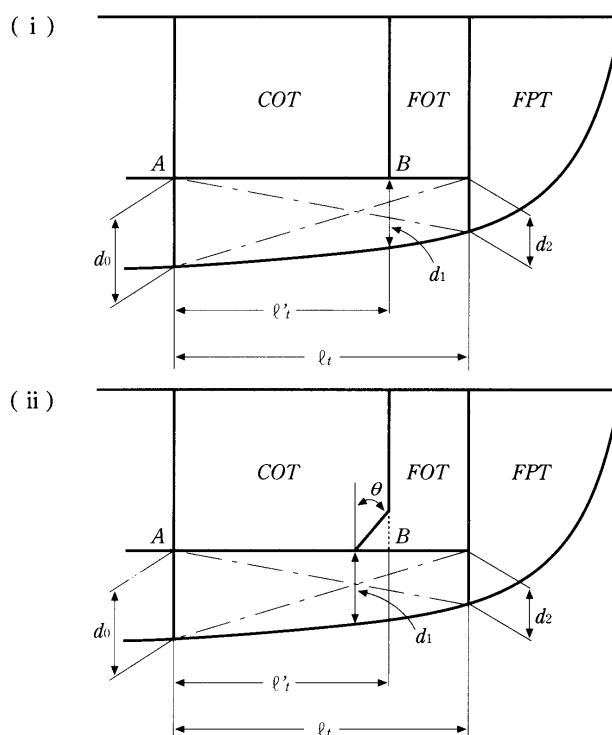 ( i )
COT
FOT
FPT
A
B
d0
d1
d2
ℓ't
ℓt
( ii )
COT
θ
FOT
FPT
A
B
d0
d1
d2
ℓ't
ℓt